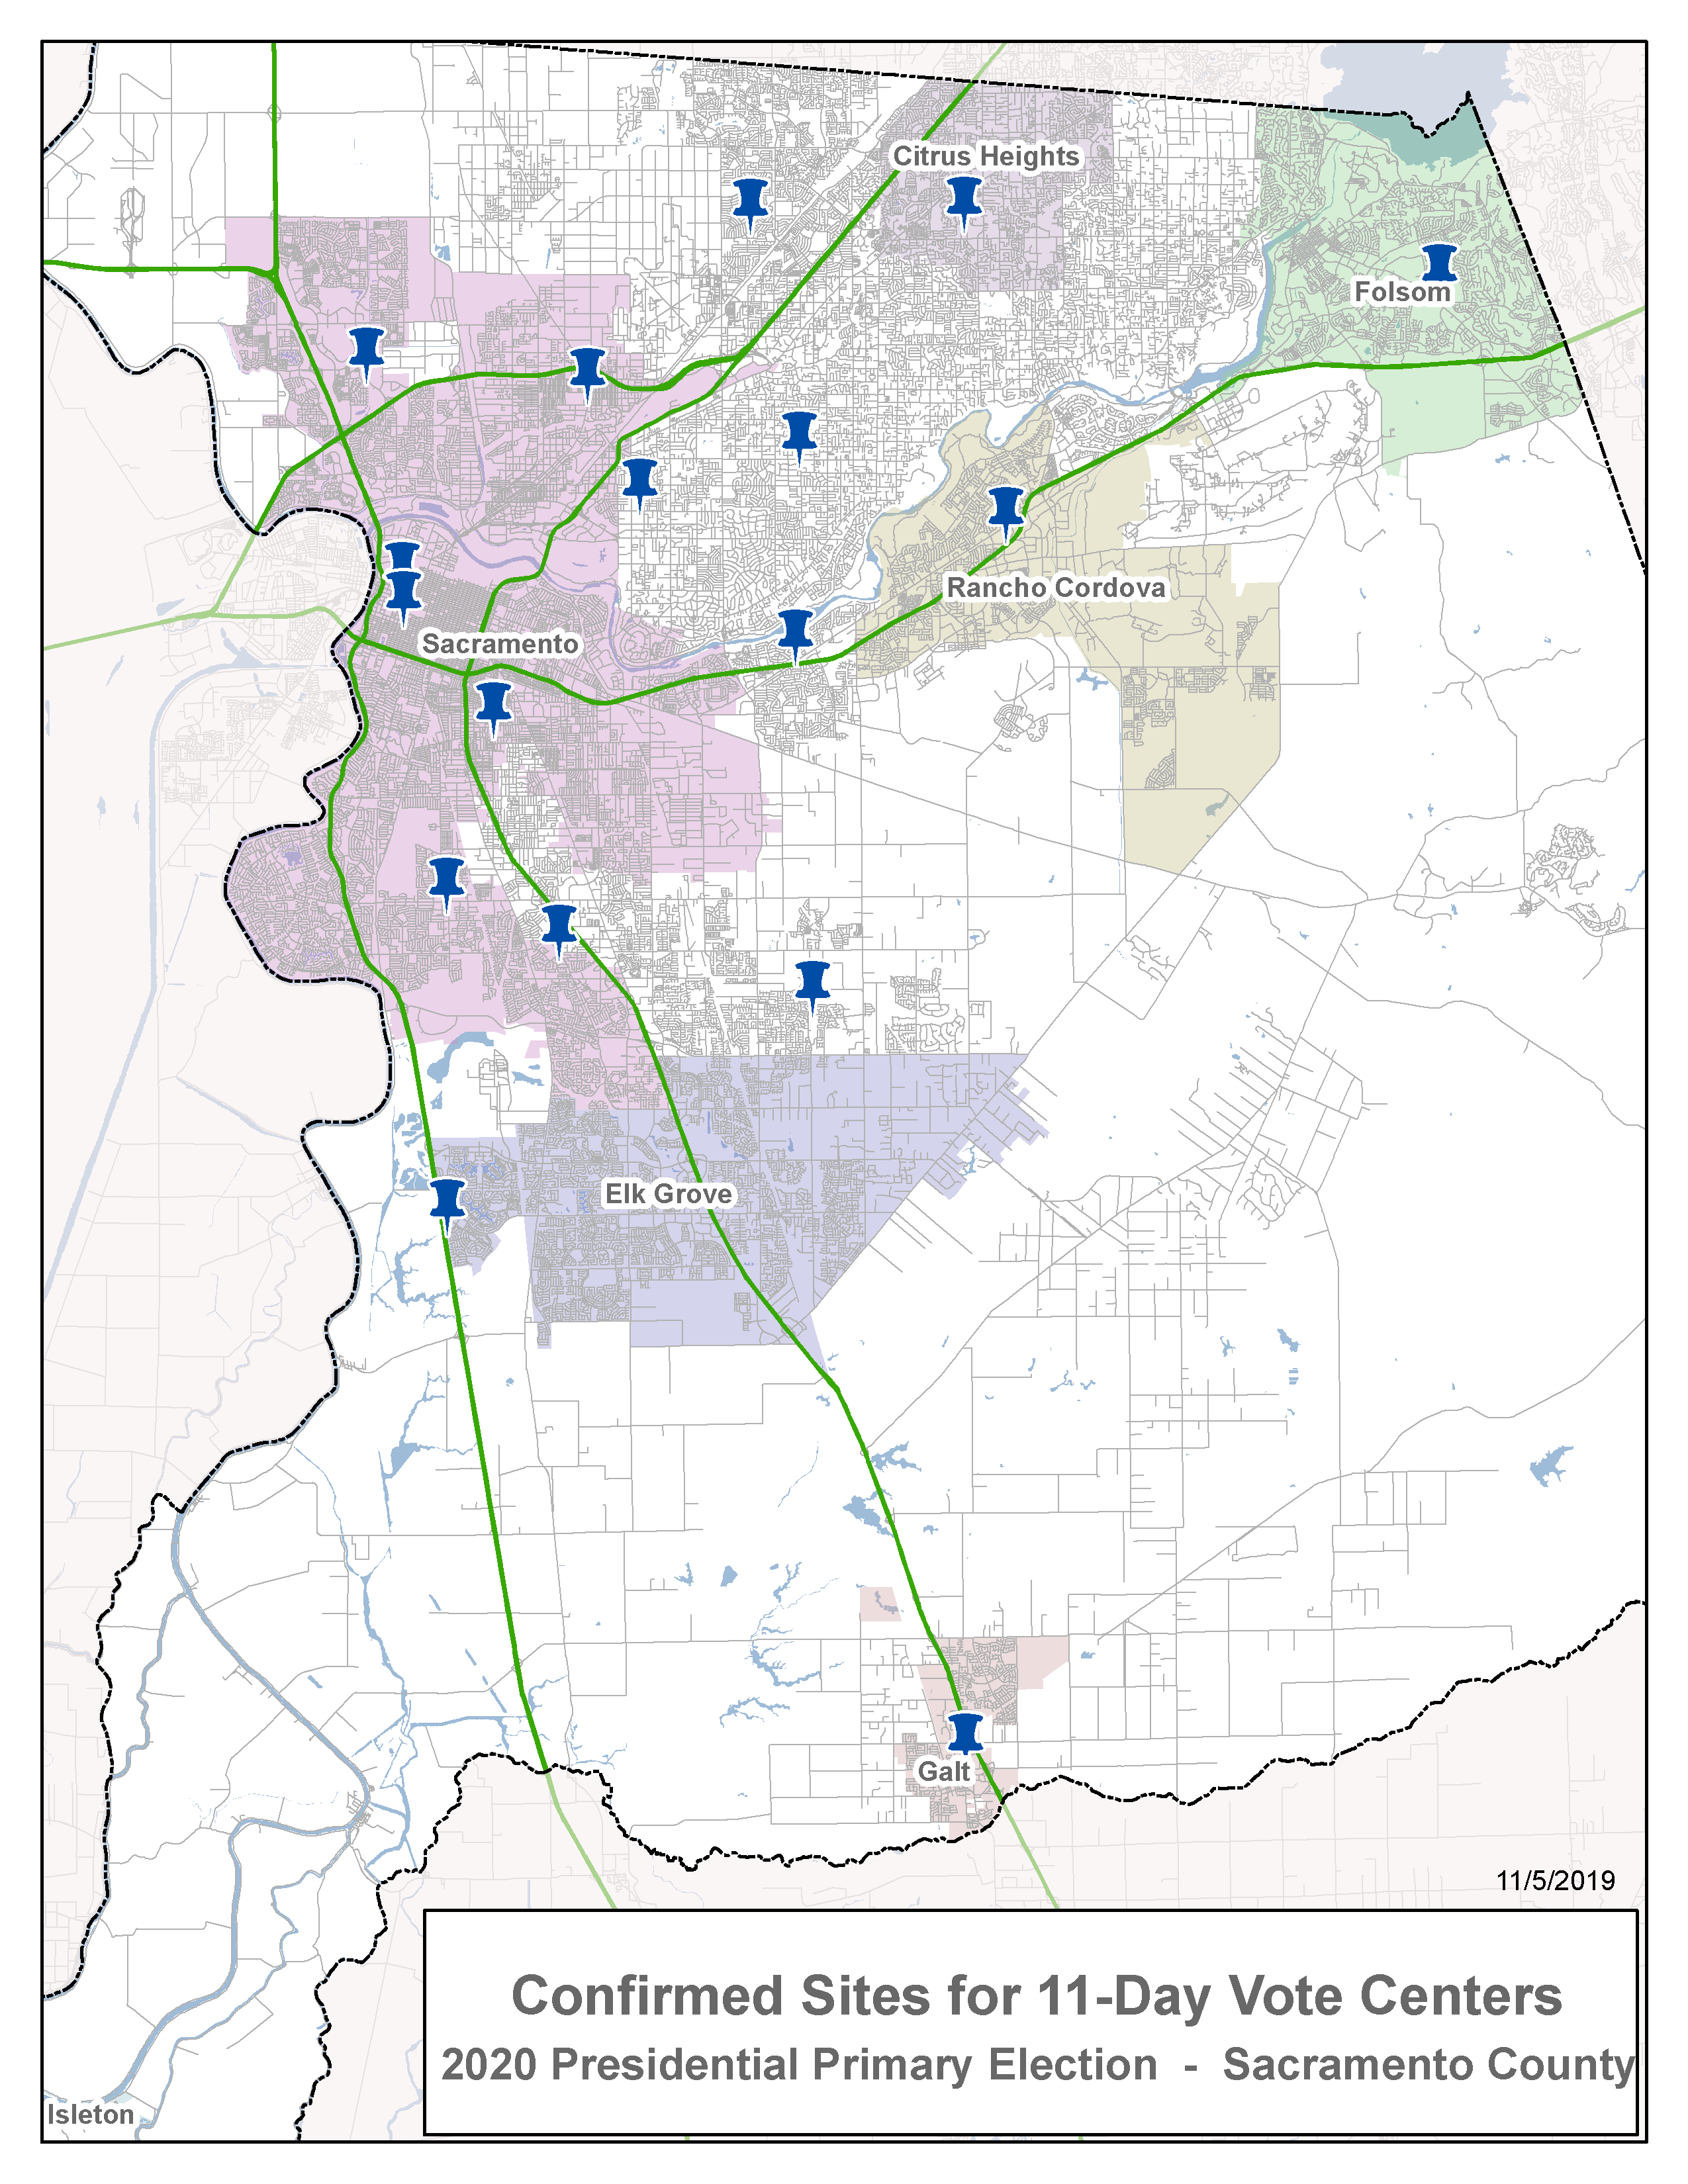 Citrus Heights
Folsom
Rancho Cordova
Sacramento
Elk Grove
Galt
11/5/2019
Confirmed Sites for 11-Day Vote Centers
2020 Presidential Primary Election - Sacramento County
Isleton